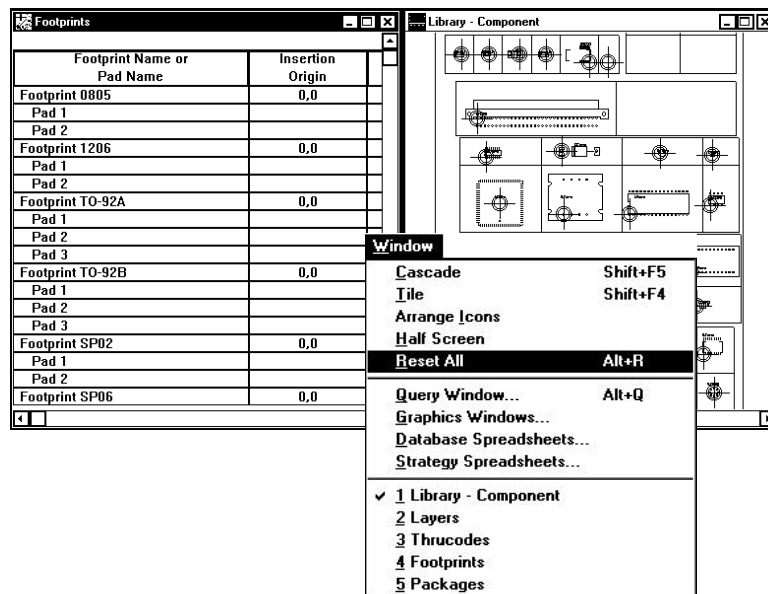 Footprints
Footprint Name or
Pad Name
Insertion
Origin
Footprint 0805 0,0
Pad 1
Pad 2
Footprint 1206 0,0
Pad 1
Pad 2
Footprint TO-92A 0,0
Pad 1
Pad 2
Pad 3
Footprint TO-92B 0,0
Pad 1
Pad 2
Pad 3
Footprint SP02 0,0
Pad 1
Pad 2
Footprint SP06 0,0
Library - Component
Window
Cascade Shift+F5
Tile Shift+F4
Arrange Icons
Half Screen
Reset All Alt+R
Query Window... Alt+Q
Graphics Windows...
Database Spreadsheets...
Strategy Spreadsheets...
✓ 1 Library - Component
2 Layers
3 Thrucodes
4 Footprints
5 Packages